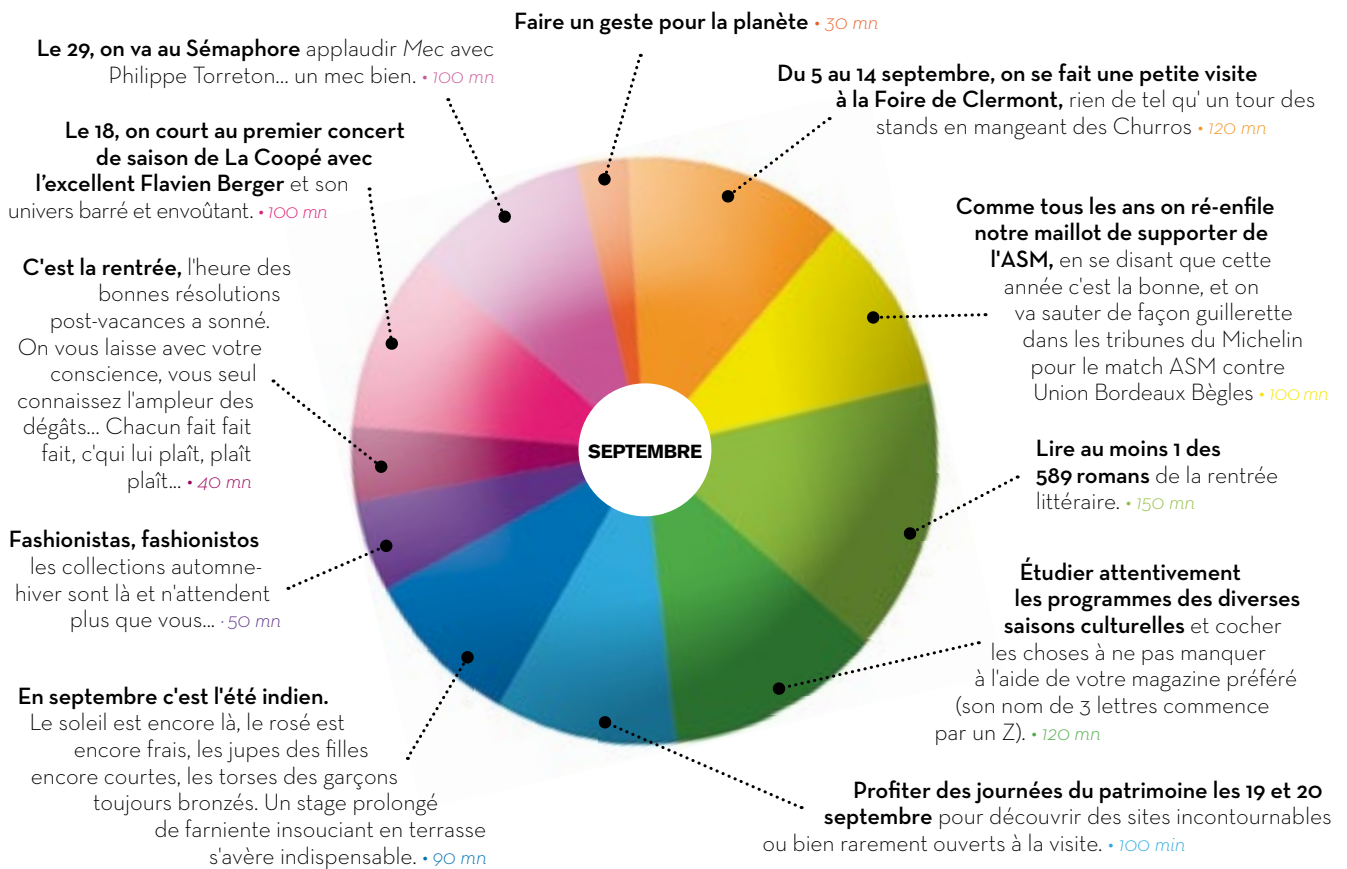 Faire un geste pour la planète • 30 mn
Le 29, on va au Sémaphore applaudir Mec avec
Philippe Torreton... un mec bien. • 100 mn
Du 5 au 14 septembre, on se fait une petite visite
à la Foire de Clermont, rien de tel qu' un tour des
stands en mangeant des Churros • 120 mn
Le 18, on court au premier concert
de saison de La Coopé avec
l'excellent Flavien Berger et son
univers barré et envoûtant. • 100 mn
Comme tous les ans on ré-enfile
notre maillot de supporter de
l'ASM, en se disant que cette
année c'est la bonne, et on
va sauter de façon guillerette
dans les tribunes du Michelin
pour le match ASM contre
Union Bordeaux Bègles • 100 mn
C'est la rentrée, l'heure des
bonnes résolutions
post-vacances a sonné.
On vous laisse avec votre
conscience, vous seul
connaissez l'ampleur des
dégâts... Chacun fait fait
fait, c'qui lui plaît, plaît
plaît... • 40 mn
SEPTEMBRE
Lire au moins 1 des
589 romans de la rentrée
littéraire. • 150 mn
Fashionistas, fashionistos
les collections automne-
hiver sont là et n'attendent
plus que vous... · 50 mn
Étudier attentivement
les programmes des diverses
saisons culturelles et cocher
les choses à ne pas manquer
à l'aide de votre magazine préféré
(son nom de 3 lettres commence
par un Z). • 120 mn
En septembre c'est l'été indien.
Le soleil est encore là, le rosé est
encore frais, les jupes des filles
encore courtes, les torses des garçons
toujours bronzés. Un stage prolongé
de farniente insouciant en terrasse
s'avère indispensable. • 90 mn
Profiter des journées du patrimoine les 19 et 20
septembre pour découvrir des sites incontournables
ou bien rarement ouverts à la visite. • 100 min